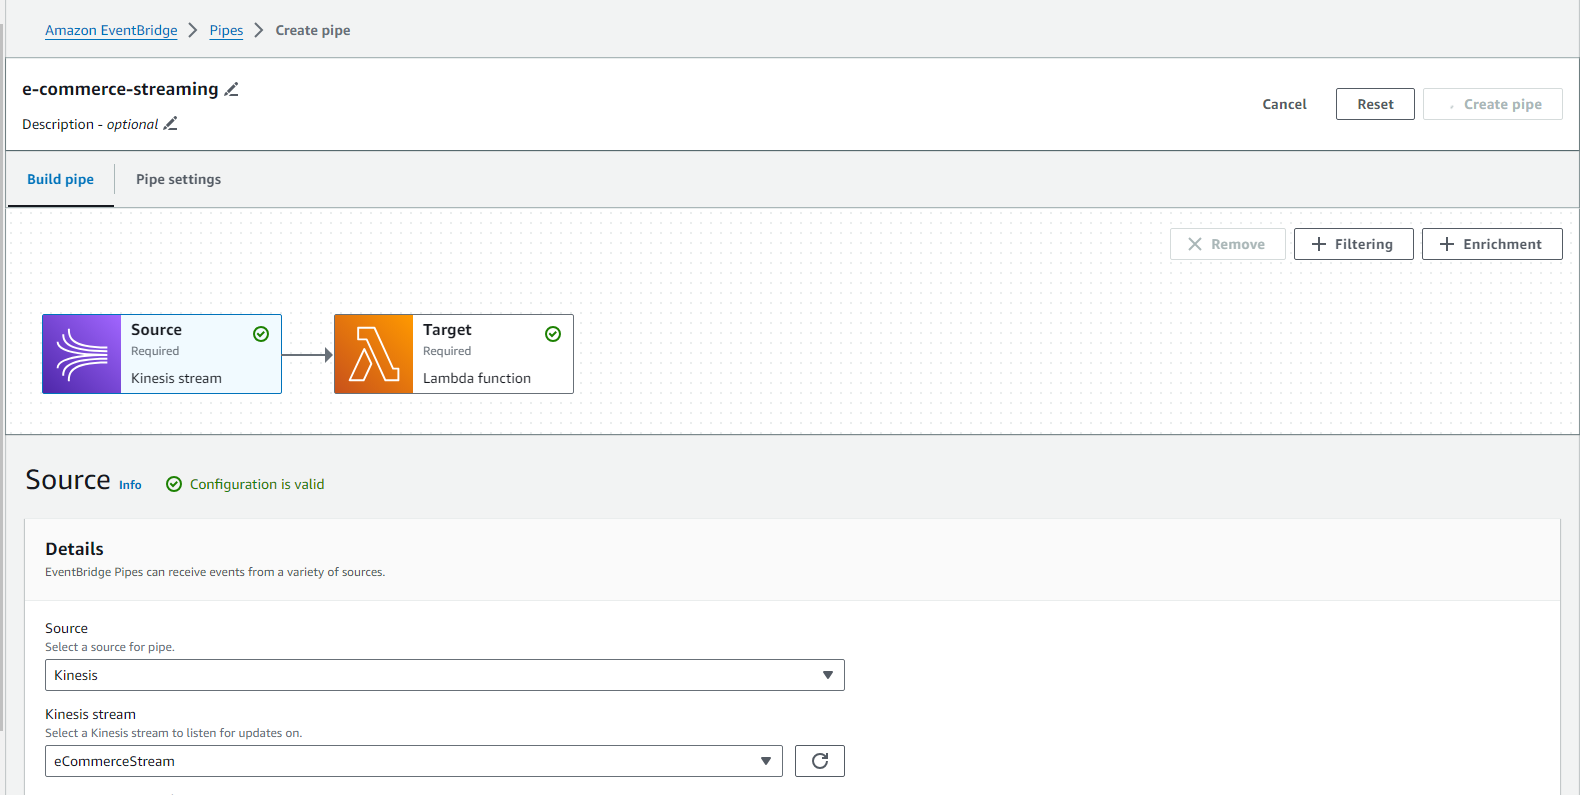 Amazon EventBridge > Pipes > Create pipe
e-commerce-streaming
Description - optional
Cancel
Reset
Create pipe
Build pipe
Pipe settings
Remove
Filtering
Enrichment
Source
Required
Kinesis stream
Target
Required
Lambda function
Source Info Configuration is valid
Details
EventBridge Pipes can receive events from a variety of sources.
Source
Select a source for pipe.
Kinesis
Kinesis stream
Select a Kinesis stream to listen for updates on.
eCommerceStream